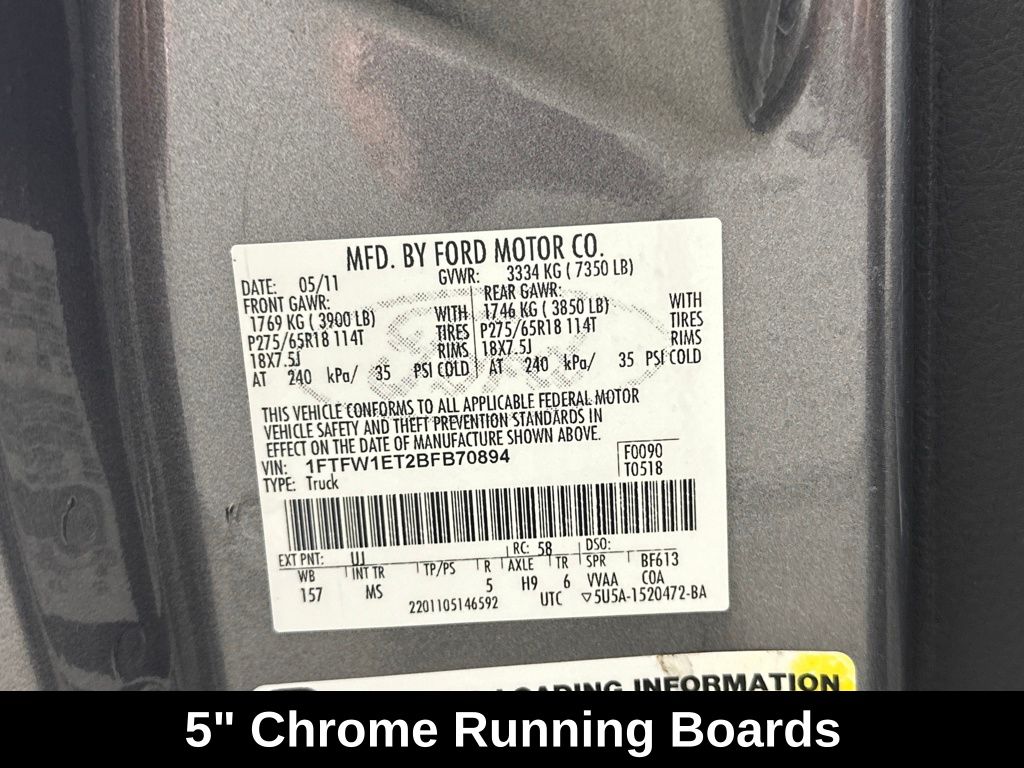 MFD. BY FORD MOTOR CO.
DATE: 05/11 GVWR: 3334 KG ( 7350 LB)
FRONT GAWR: REAR GAWR:
1769 KG ( 3900 LB) WITH 1746 KG ( 3850 LB) WITH
P275/65R18 114T TIRES P275/65R18 114T TIRES
18X7.5J RIMS 18X7.5J RIMS
AT 240 kPa/ 35 PSI COLD AT 240 kPa/ 35 PSI COLD
THIS VEHICLE CONFORMS TO ALL APPLICABLE FEDERAL MOTOR
VEHICLE SAFETY AND THEFT PREVENTION STANDARDS IN
EFFECT ON THE DATE OF MANUFACTURE SHOWN ABOVE.
VIN: 1FTFW1ET2BFB70894 F0090
TYPE: Truck T0518
EXT PNT: UJ RC: 58 DSO:
WB INT TR TP/PS R AXLE TR SPR BF613
157 MS 5 H9 6 VVAA COA
2201105146592 UTC ▽5U5A-1520472-BA
LOADING INFORMATION
5" Chrome Running Boards